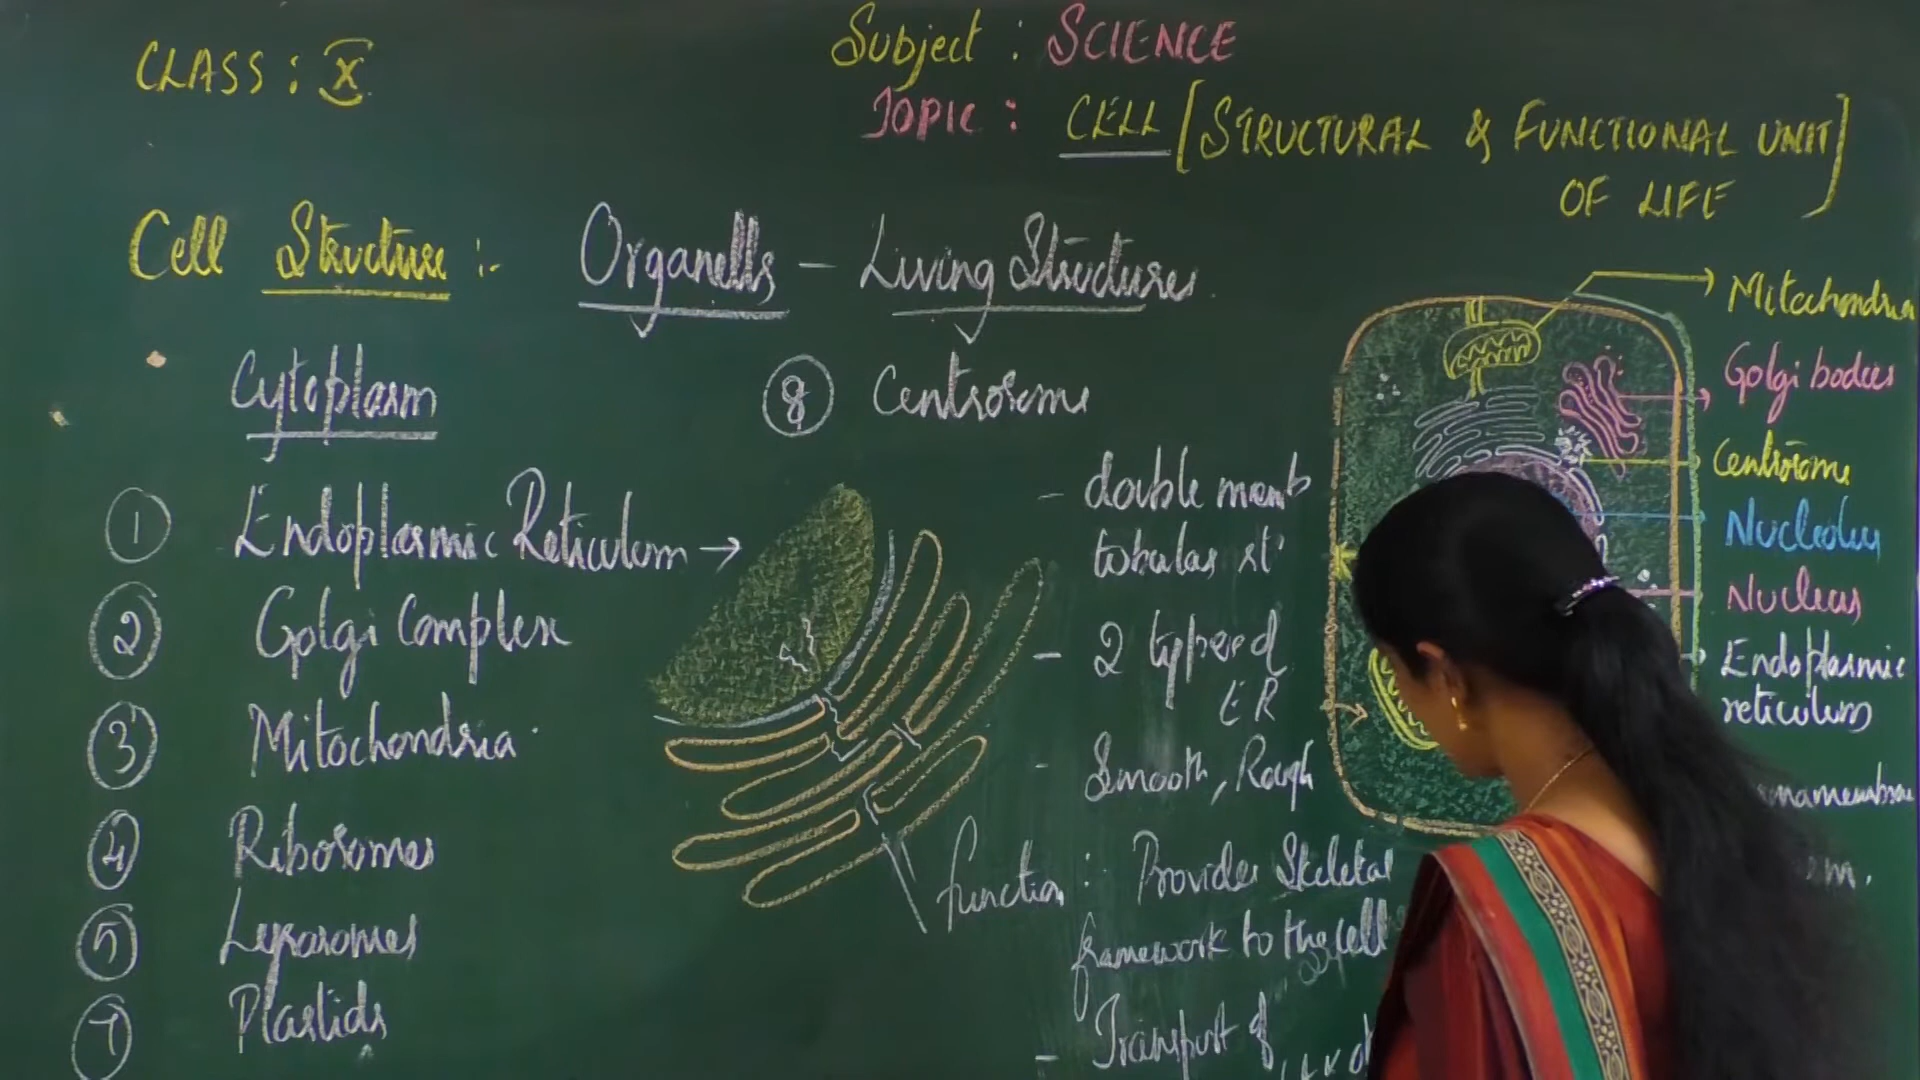 CLASS : X
Subject : SCIENCE
TOPIC : CELL [STRUCTURAL & FUNCTIONAL UNIT]
OF LIFE
Cell Structure :- Organells – Living Structures
Cytoplasm
8 Centrosome
1 Endoplasmic Reticulum →
2 Golgi Complex
3 Mitochondria
4 Ribosomes
5 Lysosomes
7 Plastids
- double memb
tubular st
- 2 types of
ER
- Smooth, Rough
function : Provides Skeletal
framework to the cell
- Transport of
Mitochondria
Golgi bodies
Centrosome
Nucleolus
Nucleus
Endoplasmic
reticulum